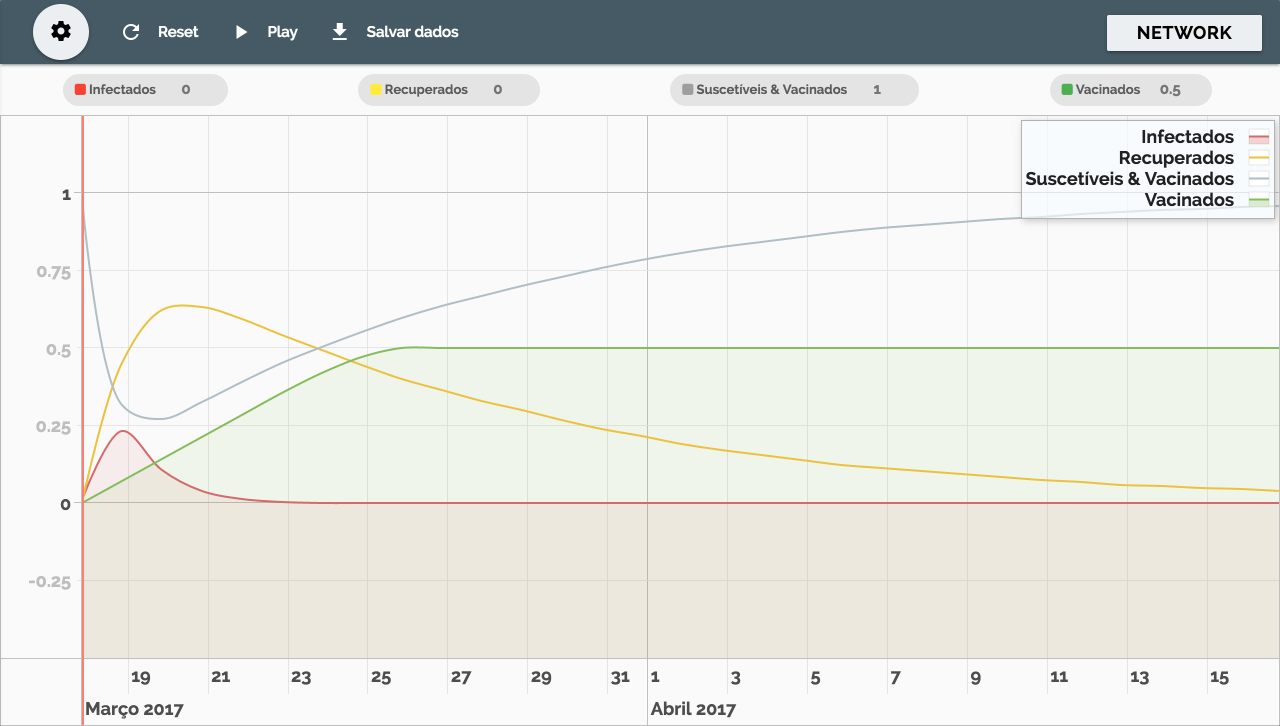 Reset Play Salvar dados NETWORK
Infectados 0 Recuperados 0 Suscetíveis & Vacinados 1 Vacinados 0.5
Infectados
Recuperados
Suscetíveis & Vacinados
Vacinados
1
0.75
0.5
0.25
0
-0.25
19 21 23 25 27 29 31 1 3 5 7 9 11 13 15
Março 2017 Abril 2017